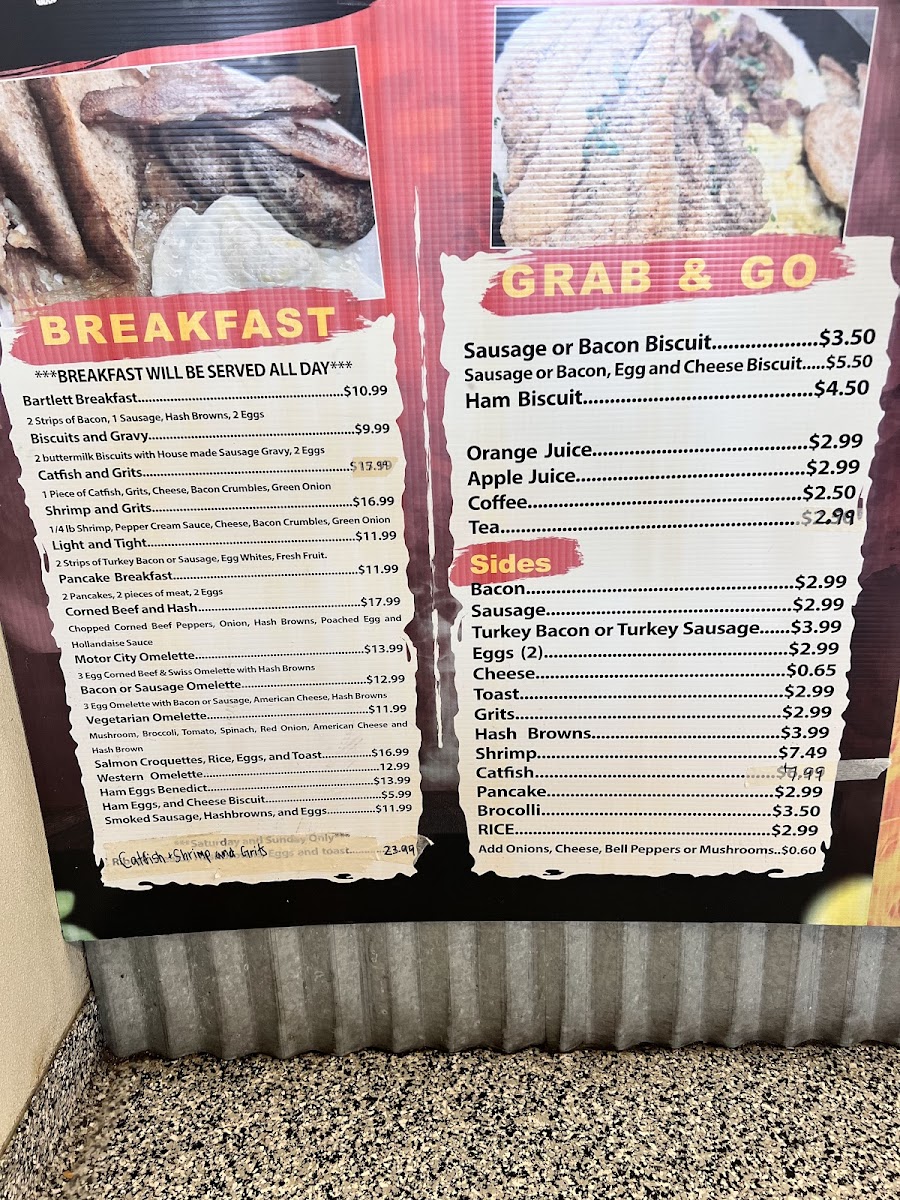 BREAKFAST
***BREAKFAST WILL BE SERVED ALL DAY***
Bartlett Breakfast....................$10.99
2 Strips of Bacon, 1 Sausage, Hash Browns, 2 Eggs
Biscuits and Gravy....................$9.99
2 buttermilk Biscuits with House made Sausage Gravy, 2 Eggs
Catfish and Grits....................
1 Piece of Catfish, Grits, Cheese, Bacon Crumbles, Green Onion
Shrimp and Grits....................$16.99
1/4 lb Shrimp, Pepper Cream Sauce, Cheese, Bacon Crumbles, Green Onion
Light and Tight....................$11.99
2 Strips of Turkey Bacon or Sausage, Egg Whites, Fresh Fruit.
Pancake Breakfast....................$11.99
2 Pancakes, 2 pieces of meat, 2 Eggs
Corned Beef and Hash....................$17.99
Chopped Corned Beef Peppers, Onion, Hash Browns, Poached Egg and
Hollandaise Sauce
Motor City Omelette....................$13.99
3 Egg Corned Beef & Swiss Omelette with Hash Browns
Bacon or Sausage Omelette....................$12.99
3 Egg Omelette with Bacon or Sausage, American Cheese, Hash Browns
Vegetarian Omelette....................$11.99
Mushroom, Broccoli, Tomato, Spinach, Red Onion, American Cheese and
Hash Brown
Salmon Croquettes, Rice, Eggs, and Toast............$16.99
Western Omelette....................12.99
Ham Eggs Benedict....................$13.99
Ham Eggs, and Cheese Biscuit....................$5.99
Smoked Sausage, Hashbrowns, and Eggs............$11.99
***Saturday and Sunday Only***
Catfish + Shrimp and Grits Eggs and toast.........23.99
GRAB & GO
Sausage or Bacon Biscuit....................$3.50
Sausage or Bacon, Egg and Cheese Biscuit.....$5.50
Ham Biscuit....................$4.50
Orange Juice....................$2.99
Apple Juice....................$2.99
Coffee....................$2.50
Tea....................2.99
Sides
Bacon....................$2.99
Sausage....................$2.99
Turkey Bacon or Turkey Sausage......$3.99
Eggs (2)....................$2.99
Cheese....................$0.65
Toast....................$2.99
Grits....................$2.99
Hash Browns....................$3.99
Shrimp....................$7.49
Catfish....................
Pancake....................$2.99
Brocolli....................$3.50
RICE....................$2.99
Add Onions, Cheese, Bell Peppers or Mushrooms..$0.60